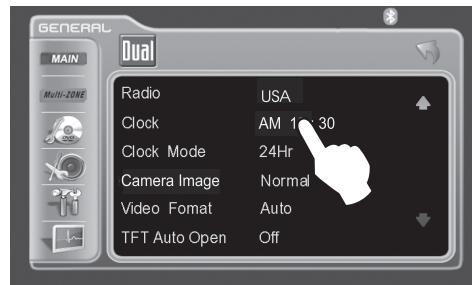 GENERAL
MAIN
Dual
Multi-ZONE
Radio USA
Clock AM : 30
Clock Mode 24Hr
Camera Image Normal
Video Fomat Auto
TFT Auto Open Off